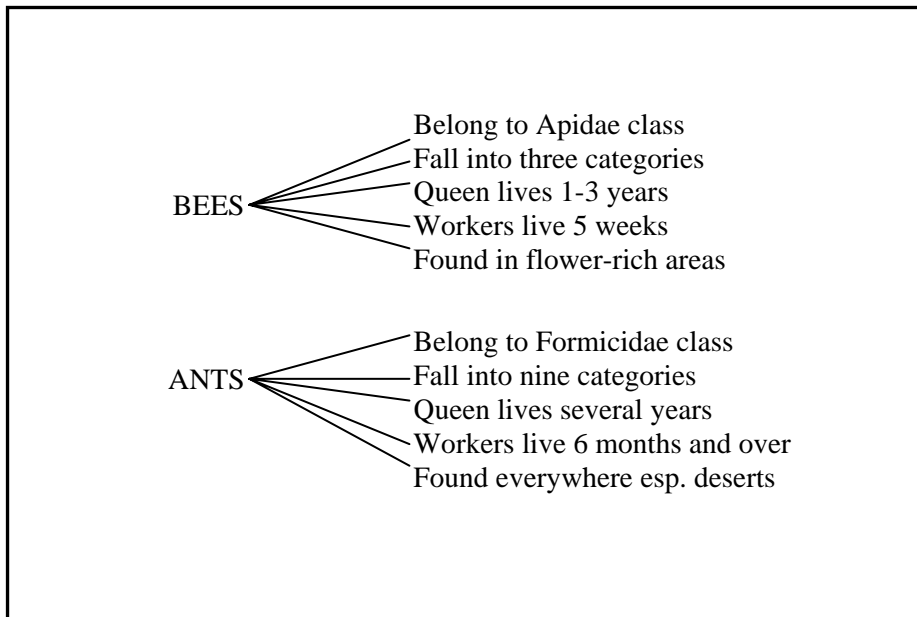 Belong to Apidae class
Fall into three categories
BEES
Queen lives 1-3 years
Workers live 5 weeks
Found in flower-rich areas
Belong to Formicidae class
ANTS
Fall into nine categories
Queen lives several years
Workers live 6 months and over
Found everywhere esp. deserts